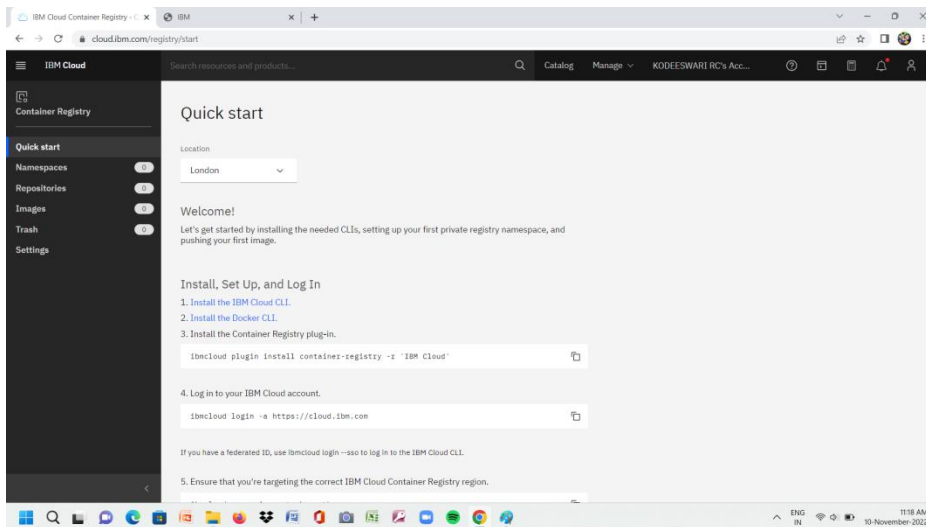 IBM Cloud Container Registry - C
IBM
cloud.ibm.com/registry/start
IBM Cloud
Search resources and products...
Catalog
Manage
KODEESWARI RC's Acc...
Container Registry
Quick start
Namespaces 0
Repositories 0
Images 0
Trash 0
Settings
Quick start
Location
London
Welcome!
Let's get started by installing the needed CLIs, setting up your first private registry namespace, and
pushing your first image.
Install, Set Up, and Log In
1. Install the IBM Cloud CLI.
2. Install the Docker CLI.
3. Install the Container Registry plug-in.
ibmcloud plugin install container-registry -r 'IBM Cloud'
4. Log in to your IBM Cloud account.
ibmcloud login -a https://cloud.ibm.com
If you have a federated ID, use ibmcloud login --sso to log in to the IBM Cloud CLI.
5. Ensure that you're targeting the correct IBM Cloud Container Registry region.
ENG
IN
11:18 AM